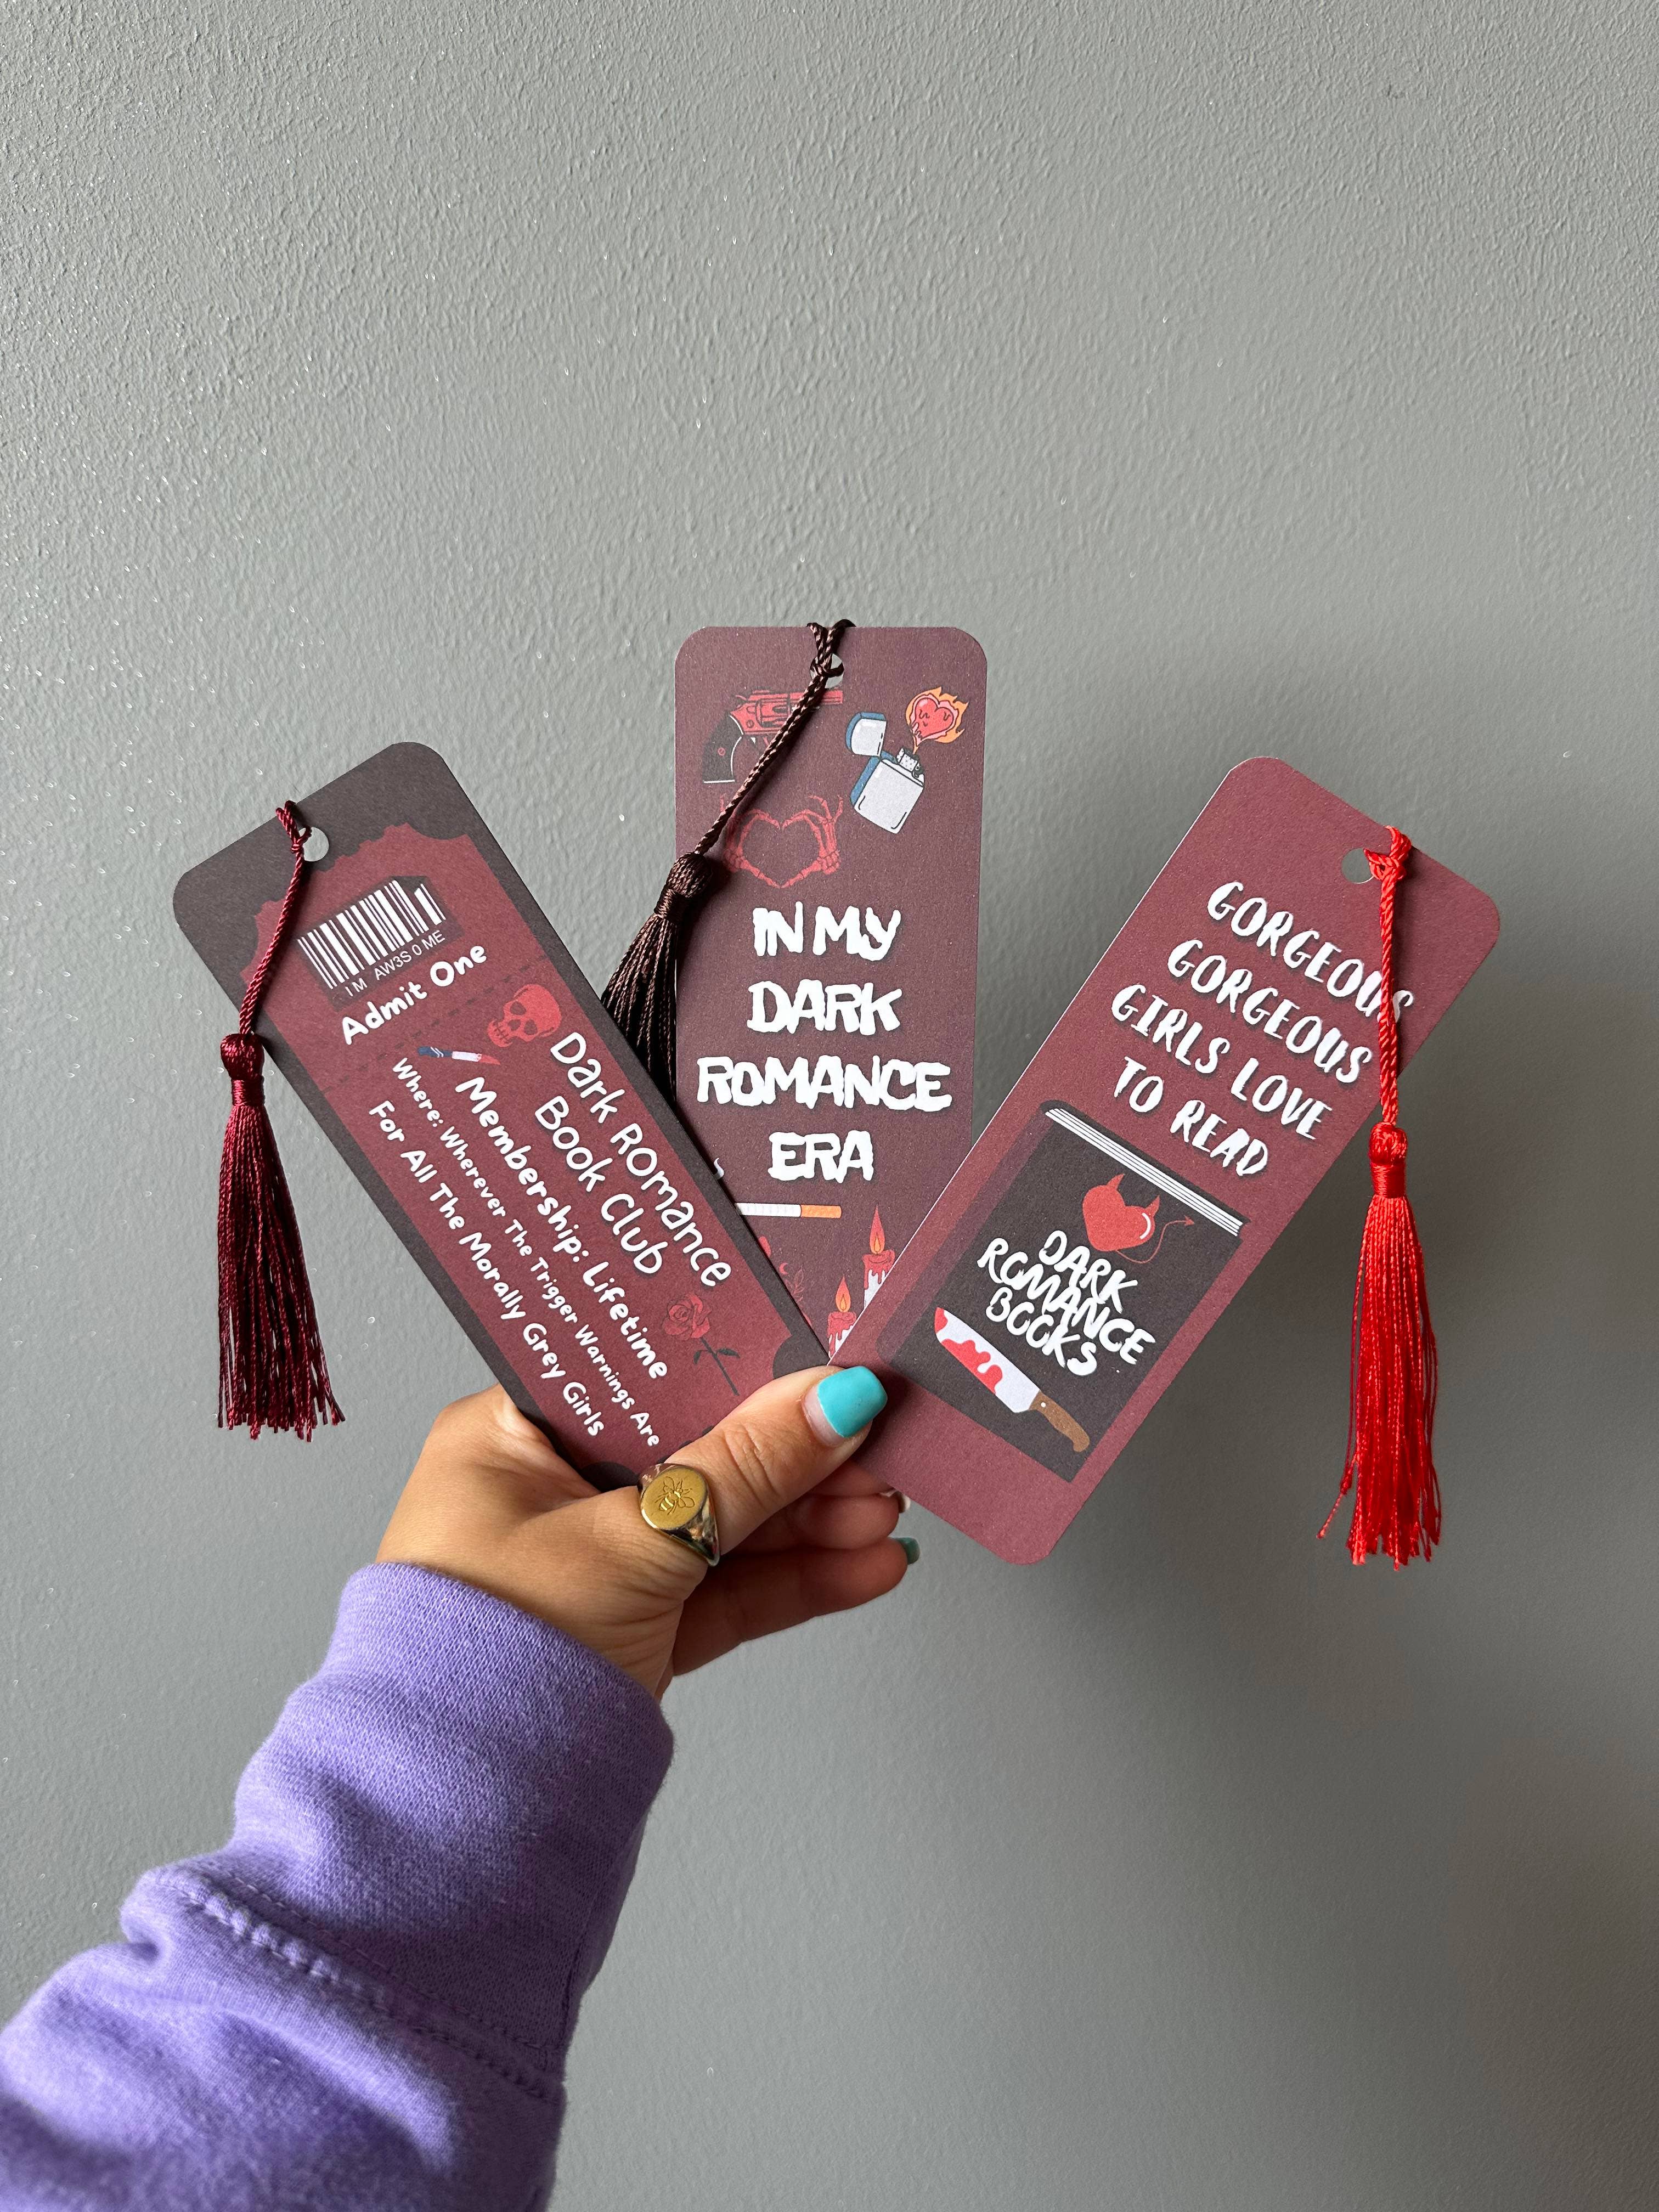 I M AW3S 0 ME
Admit One
Dark Romance
Book Club
Membership: Lifetime
Where: Wherever The Trigger Warnings Are
For All The Morally Grey Girls
IN MY
DARK
ROMANCE
ERA
GORGEOUS
GORGEOUS
GIRLS LOVE
TO READ
DARK
ROMANCE
BOOKS